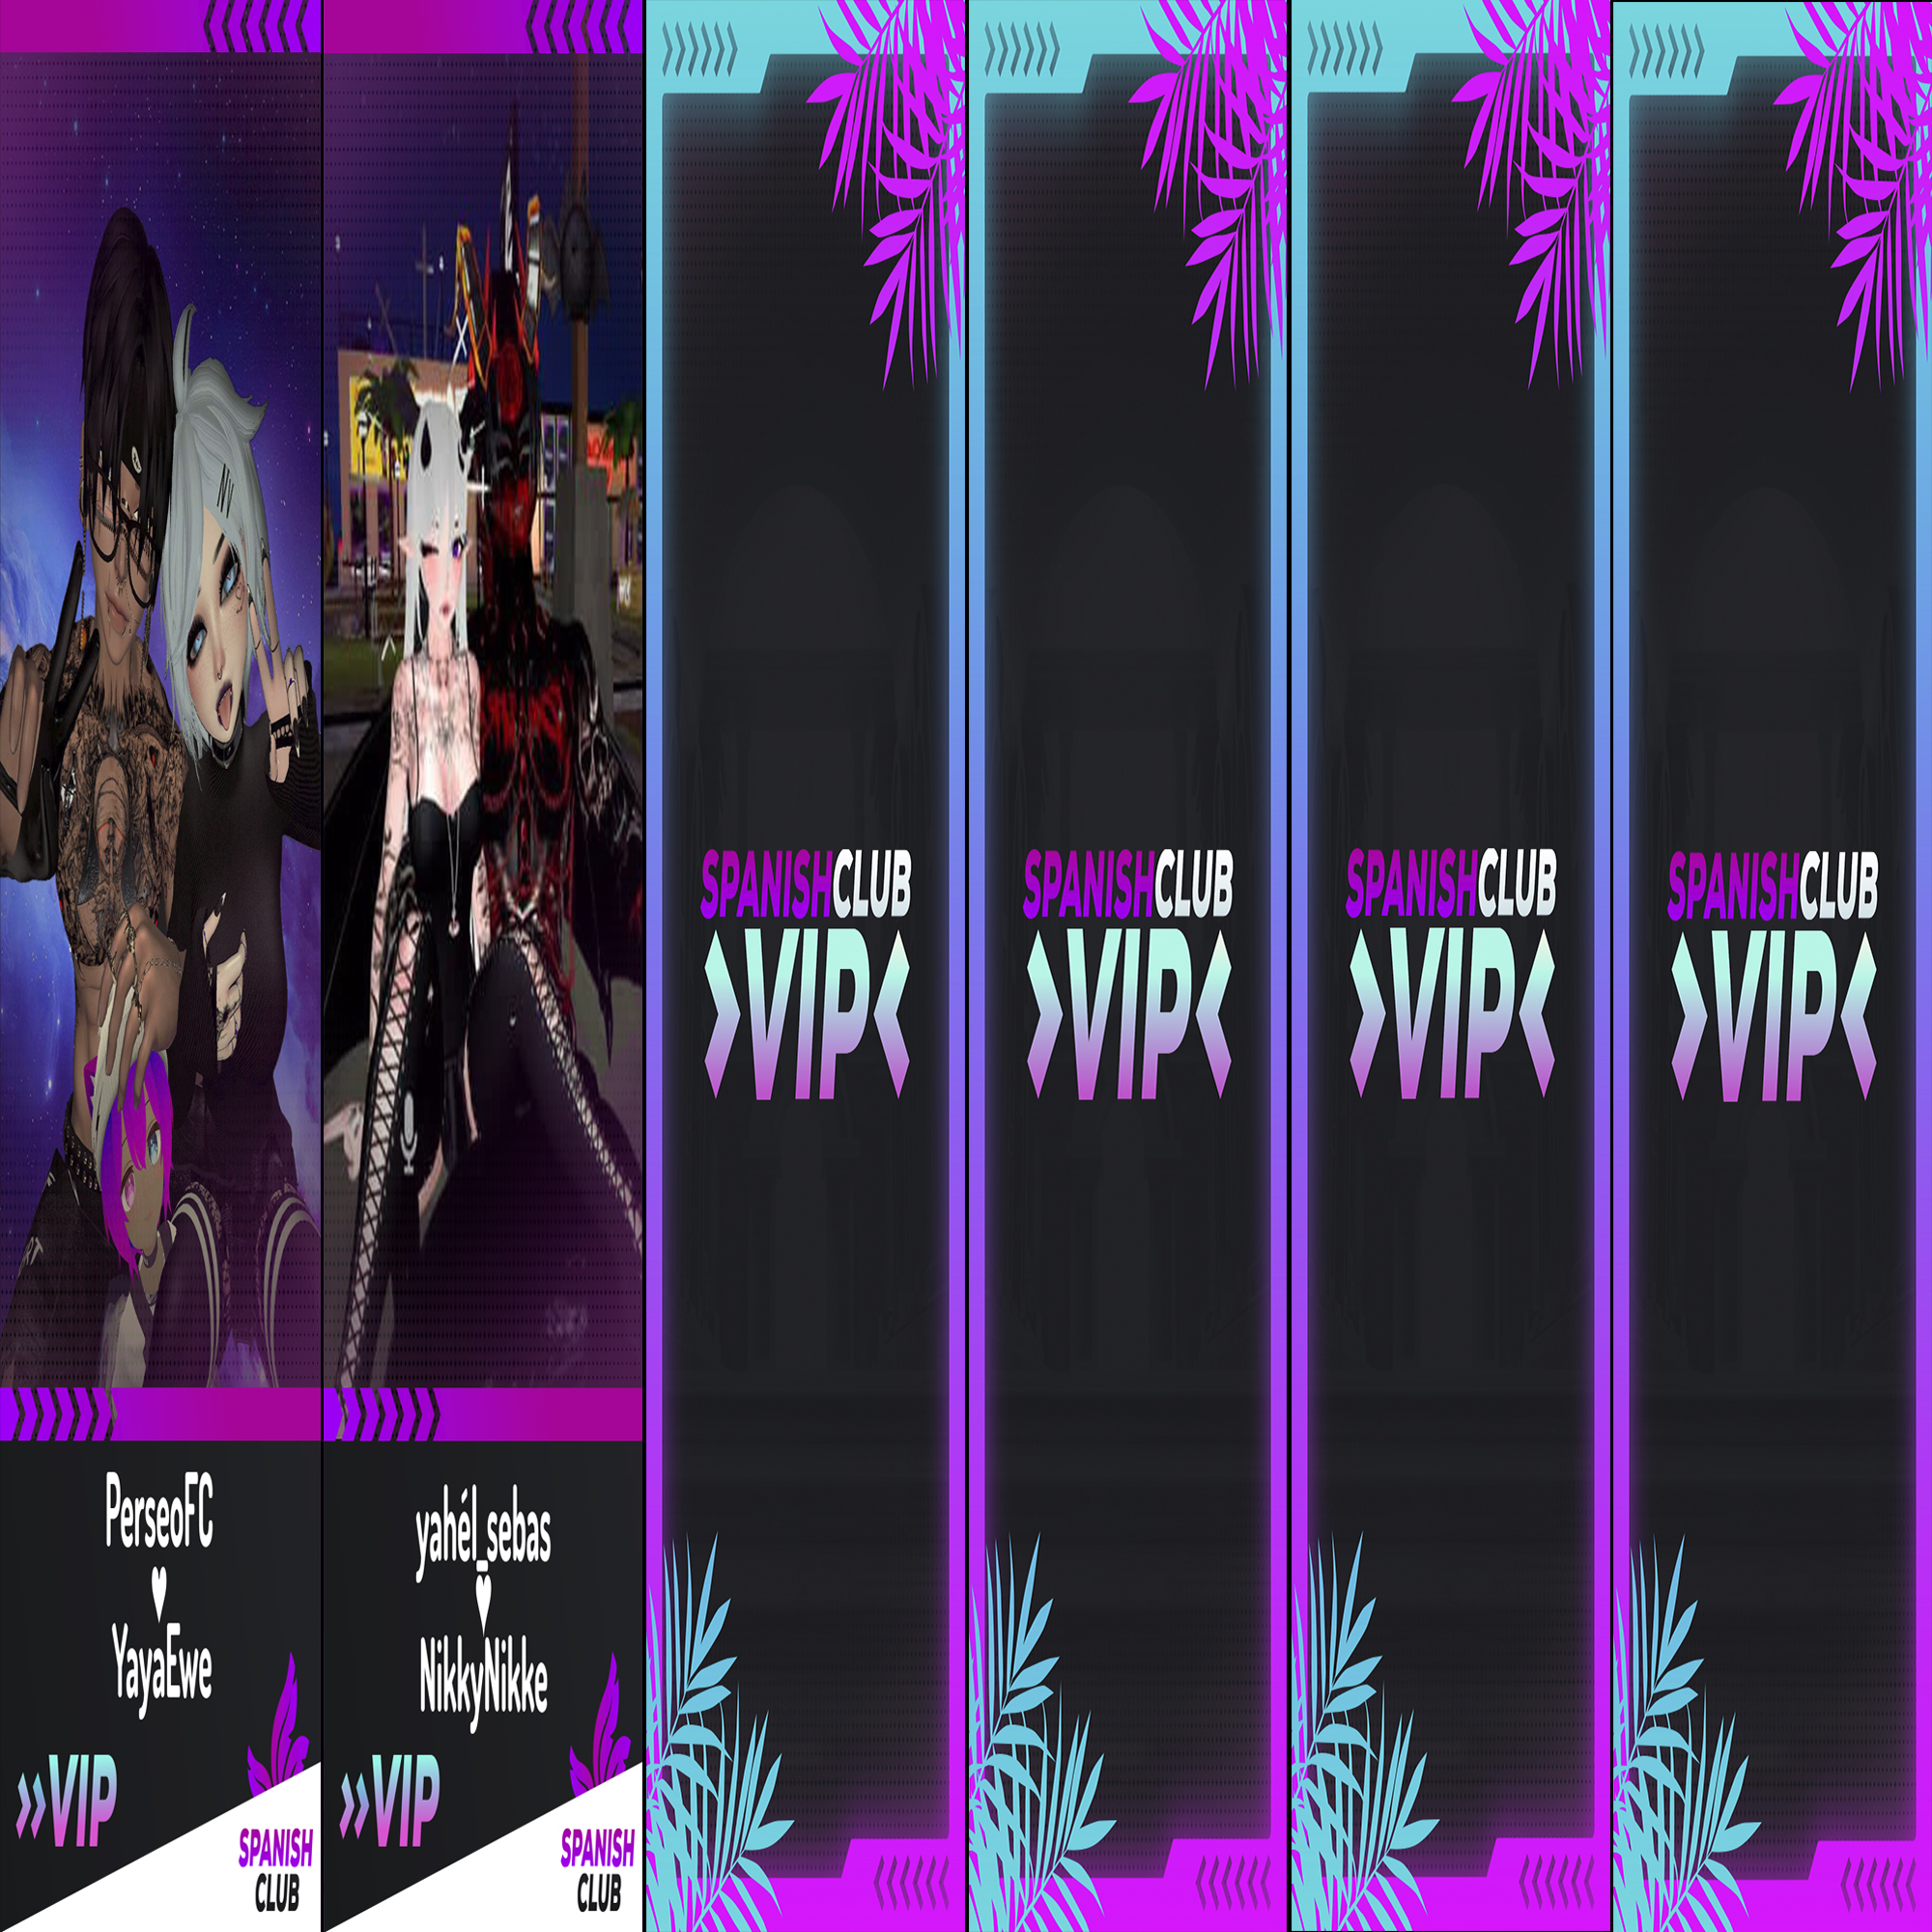 PerseoFC
♥
YayaEwe
VIP
SPANISH
CLUB
yahél_sebas
♥
NikkyNikke
VIP
SPANISH
CLUB
SPANISHCLUB
VIP
SPANISHCLUB
VIP
SPANISHCLUB
VIP
SPANISHCLUB
VIP